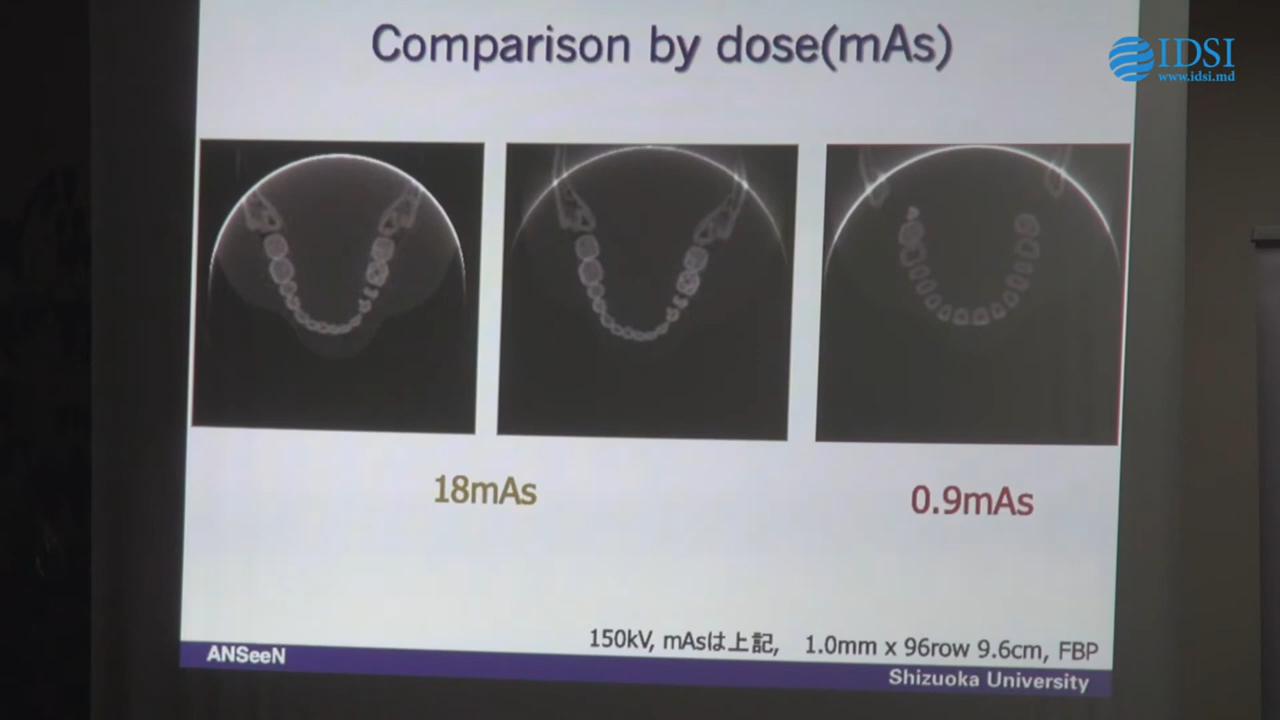 Comparison by dose(mAs)
IDSI
www.idsi.md
18mAs
0.9mAs
150kV, mAsは上記, 1.0mm x 96row 9.6cm, FBP
ANSeeN
Shizuoka University